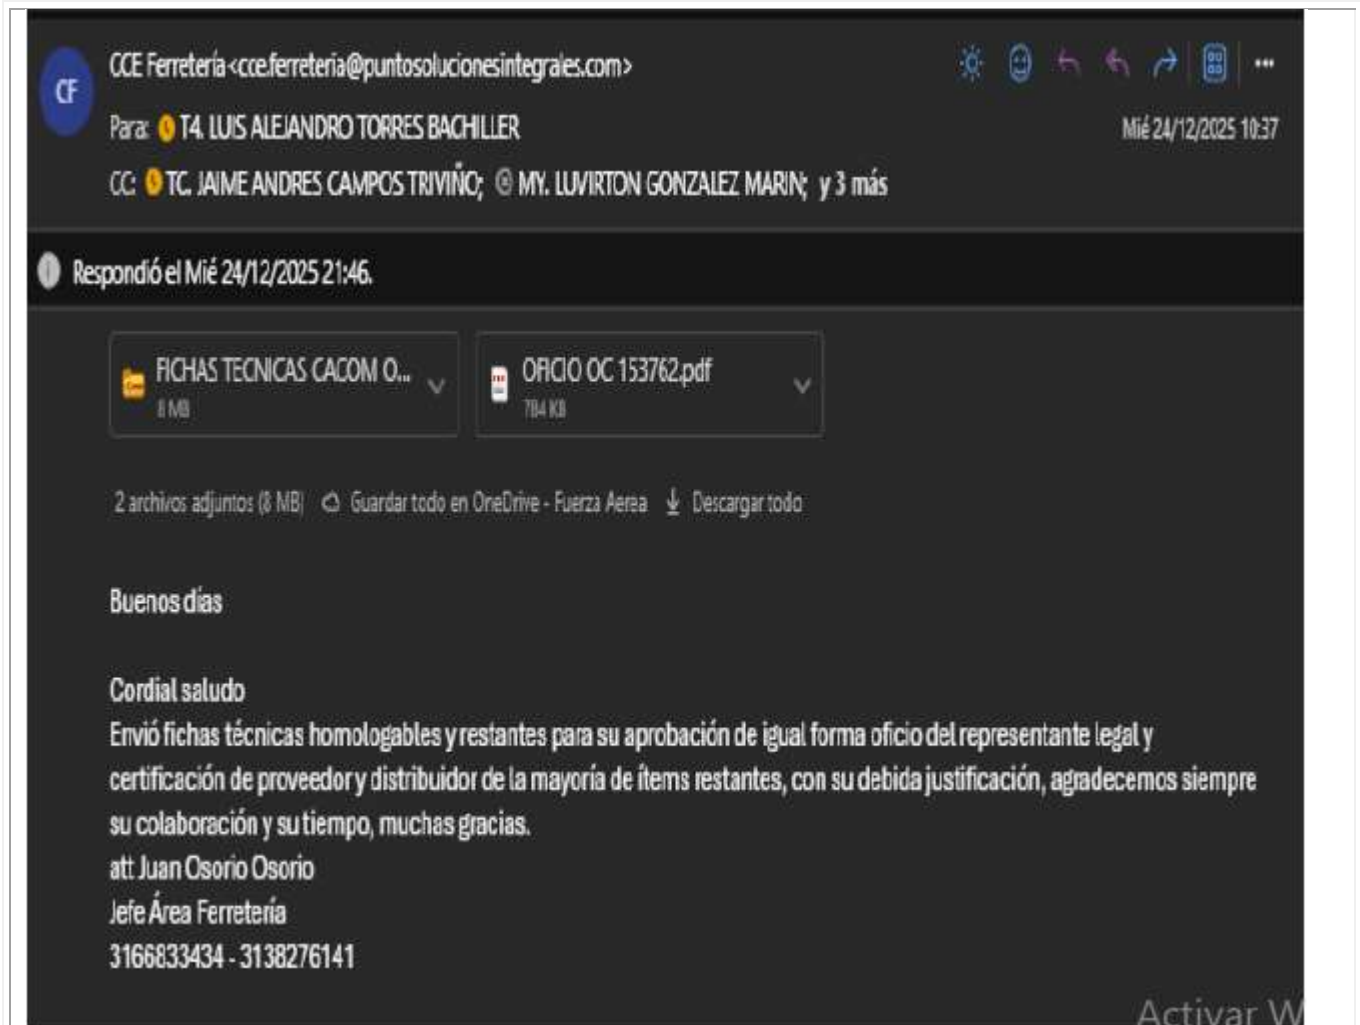 CF
CCE Ferretería <cce.ferreteria@puntosolucionesintegrales.com>
Para: T4. LUIS ALEJANDRO TORRES BACHILLER
Mié 24/12/2025 10:37
CC: TC. JAIME ANDRES CAMPOS TRIVIÑO; MY. LUVIRTON GONZALEZ MARIN; y 3 más
Respondió el Mié 24/12/2025 21:46.
FICHAS TECNICAS CACOM O...
8 MB
OFICIO OC 153762.pdf
784 KB
2 archivos adjuntos (8 MB) Guardar todo en OneDrive - Fuerza Aerea Descargar todo
Buenos días
Cordial saludo
Envió fichas técnicas homologables y restantes para su aprobación de igual forma oficio del representante legal y
certificación de proveedor y distribuidor de la mayoría de ítems restantes, con su debida justificación, agradecemos siempre
su colaboración y su tiempo, muchas gracias.
att Juan Osorio Osorio
Jefe Área Ferretería
3166833434 - 3138276141
Activar W